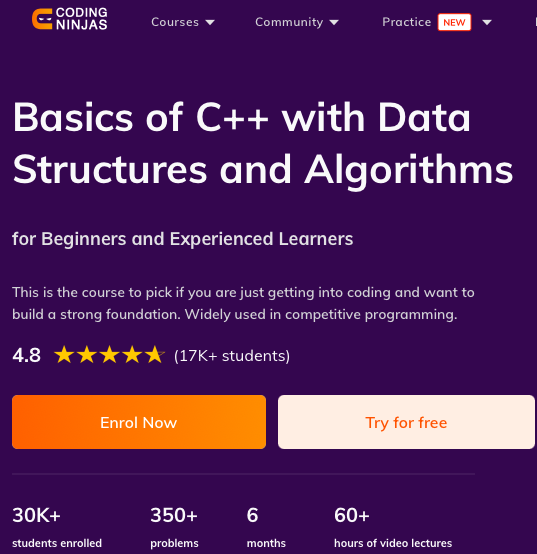 CODING
NINJAS
Courses
Community
Practice
NEW
Basics of C++ with Data
Structures and Algorithms
for Beginners and Experienced Learners
This is the course to pick if you are just getting into coding and want to
build a strong foundation. Widely used in competitive programming.
4.8 (17K+ students)
Enrol Now
Try for free
30K+ 350+ 6 60+
students enrolled problems months hours of video lectures